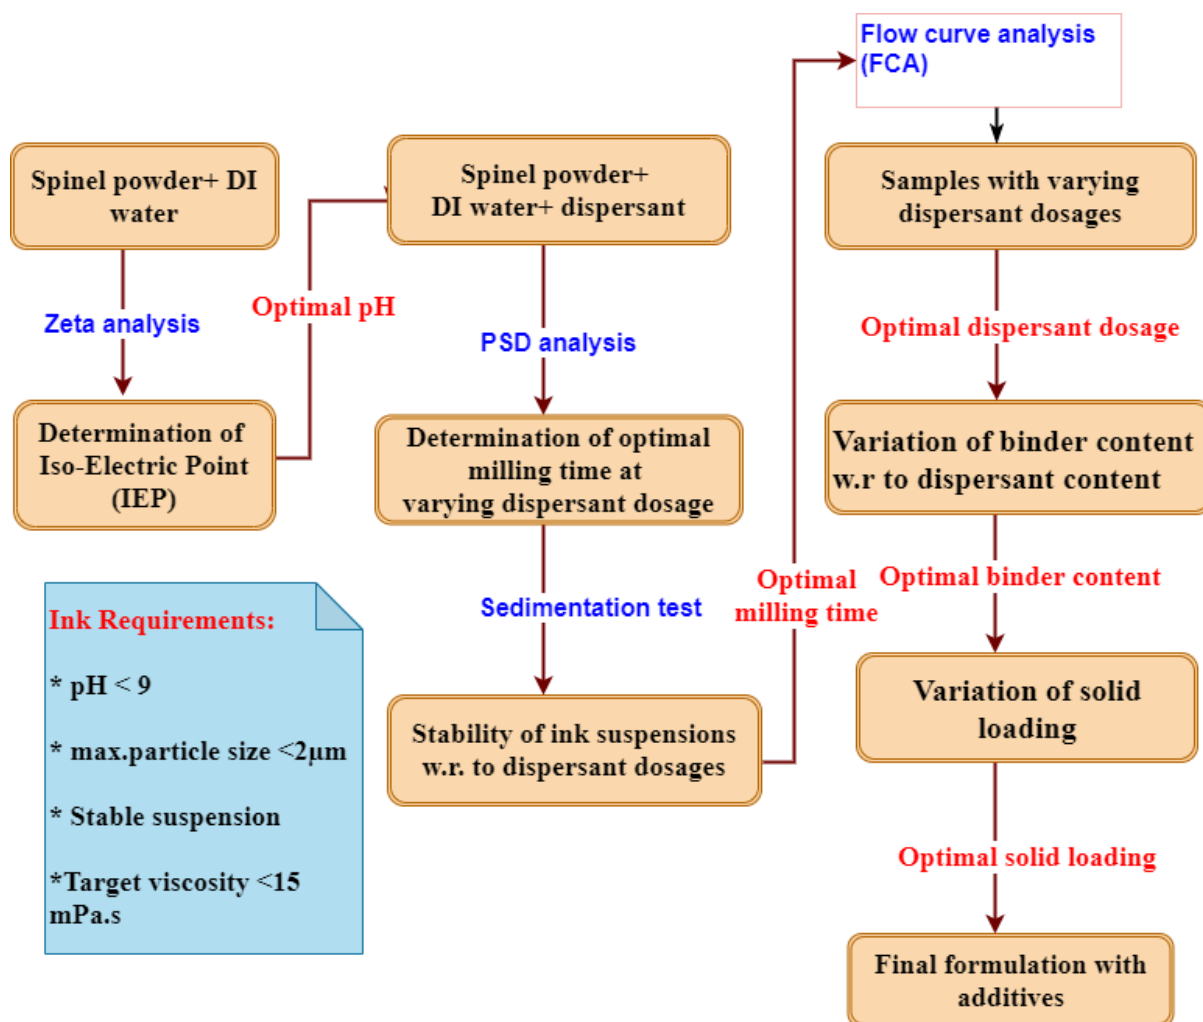 Spinel powder+ DI
water
Zeta analysis
Determination of
Iso-Electric Point
(IEP)
Optimal pH
Ink Requirements:
* pH < 9
* max.particle size <2μm
* Stable suspension
*Target viscosity <15
mPa.s
Spinel powder+
DI water+ dispersant
PSD analysis
Determination of optimal
milling time at
varying dispersant dosage
Sedimentation test
Stability of ink suspensions
w.r. to dispersant dosages
Optimal
milling time
Flow curve analysis
(FCA)
Samples with varying
dispersant dosages
Optimal dispersant dosage
Variation of binder content
w.r to dispersant content
Optimal binder content
Variation of solid
loading
Optimal solid loading
Final formulation with
additives